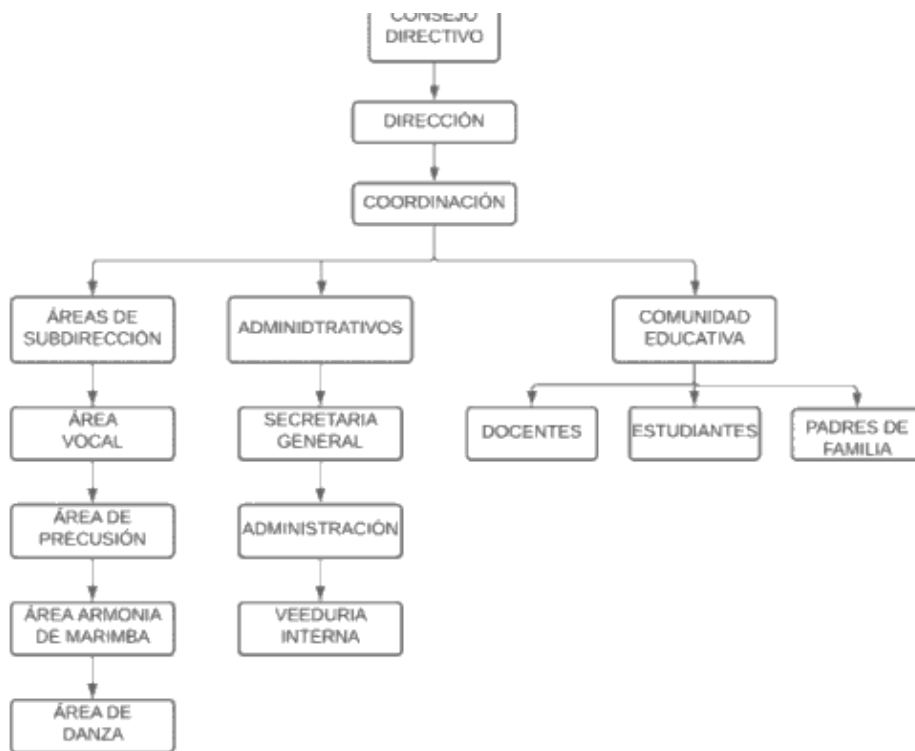 CONSEJO
DIRECTIVO
DIRECCIÓN
COORDINACIÓN
ÁREAS DE
SUBDIRECCIÓN
ADMINIDTRATIVOS
COMUNIDAD
EDUCATIVA
ÁREA
VOCAL
SECRETARIA
GENERAL
DOCENTES
ESTUDIANTES
PADRES DE
FAMILIA
ÁREA DE
PRECUSIÓN
ADMINISTRACIÓN
ÁREA ARMONIA
DE MARIMBA
VEEDURIA
INTERNA
ÁREA DE
DANZA